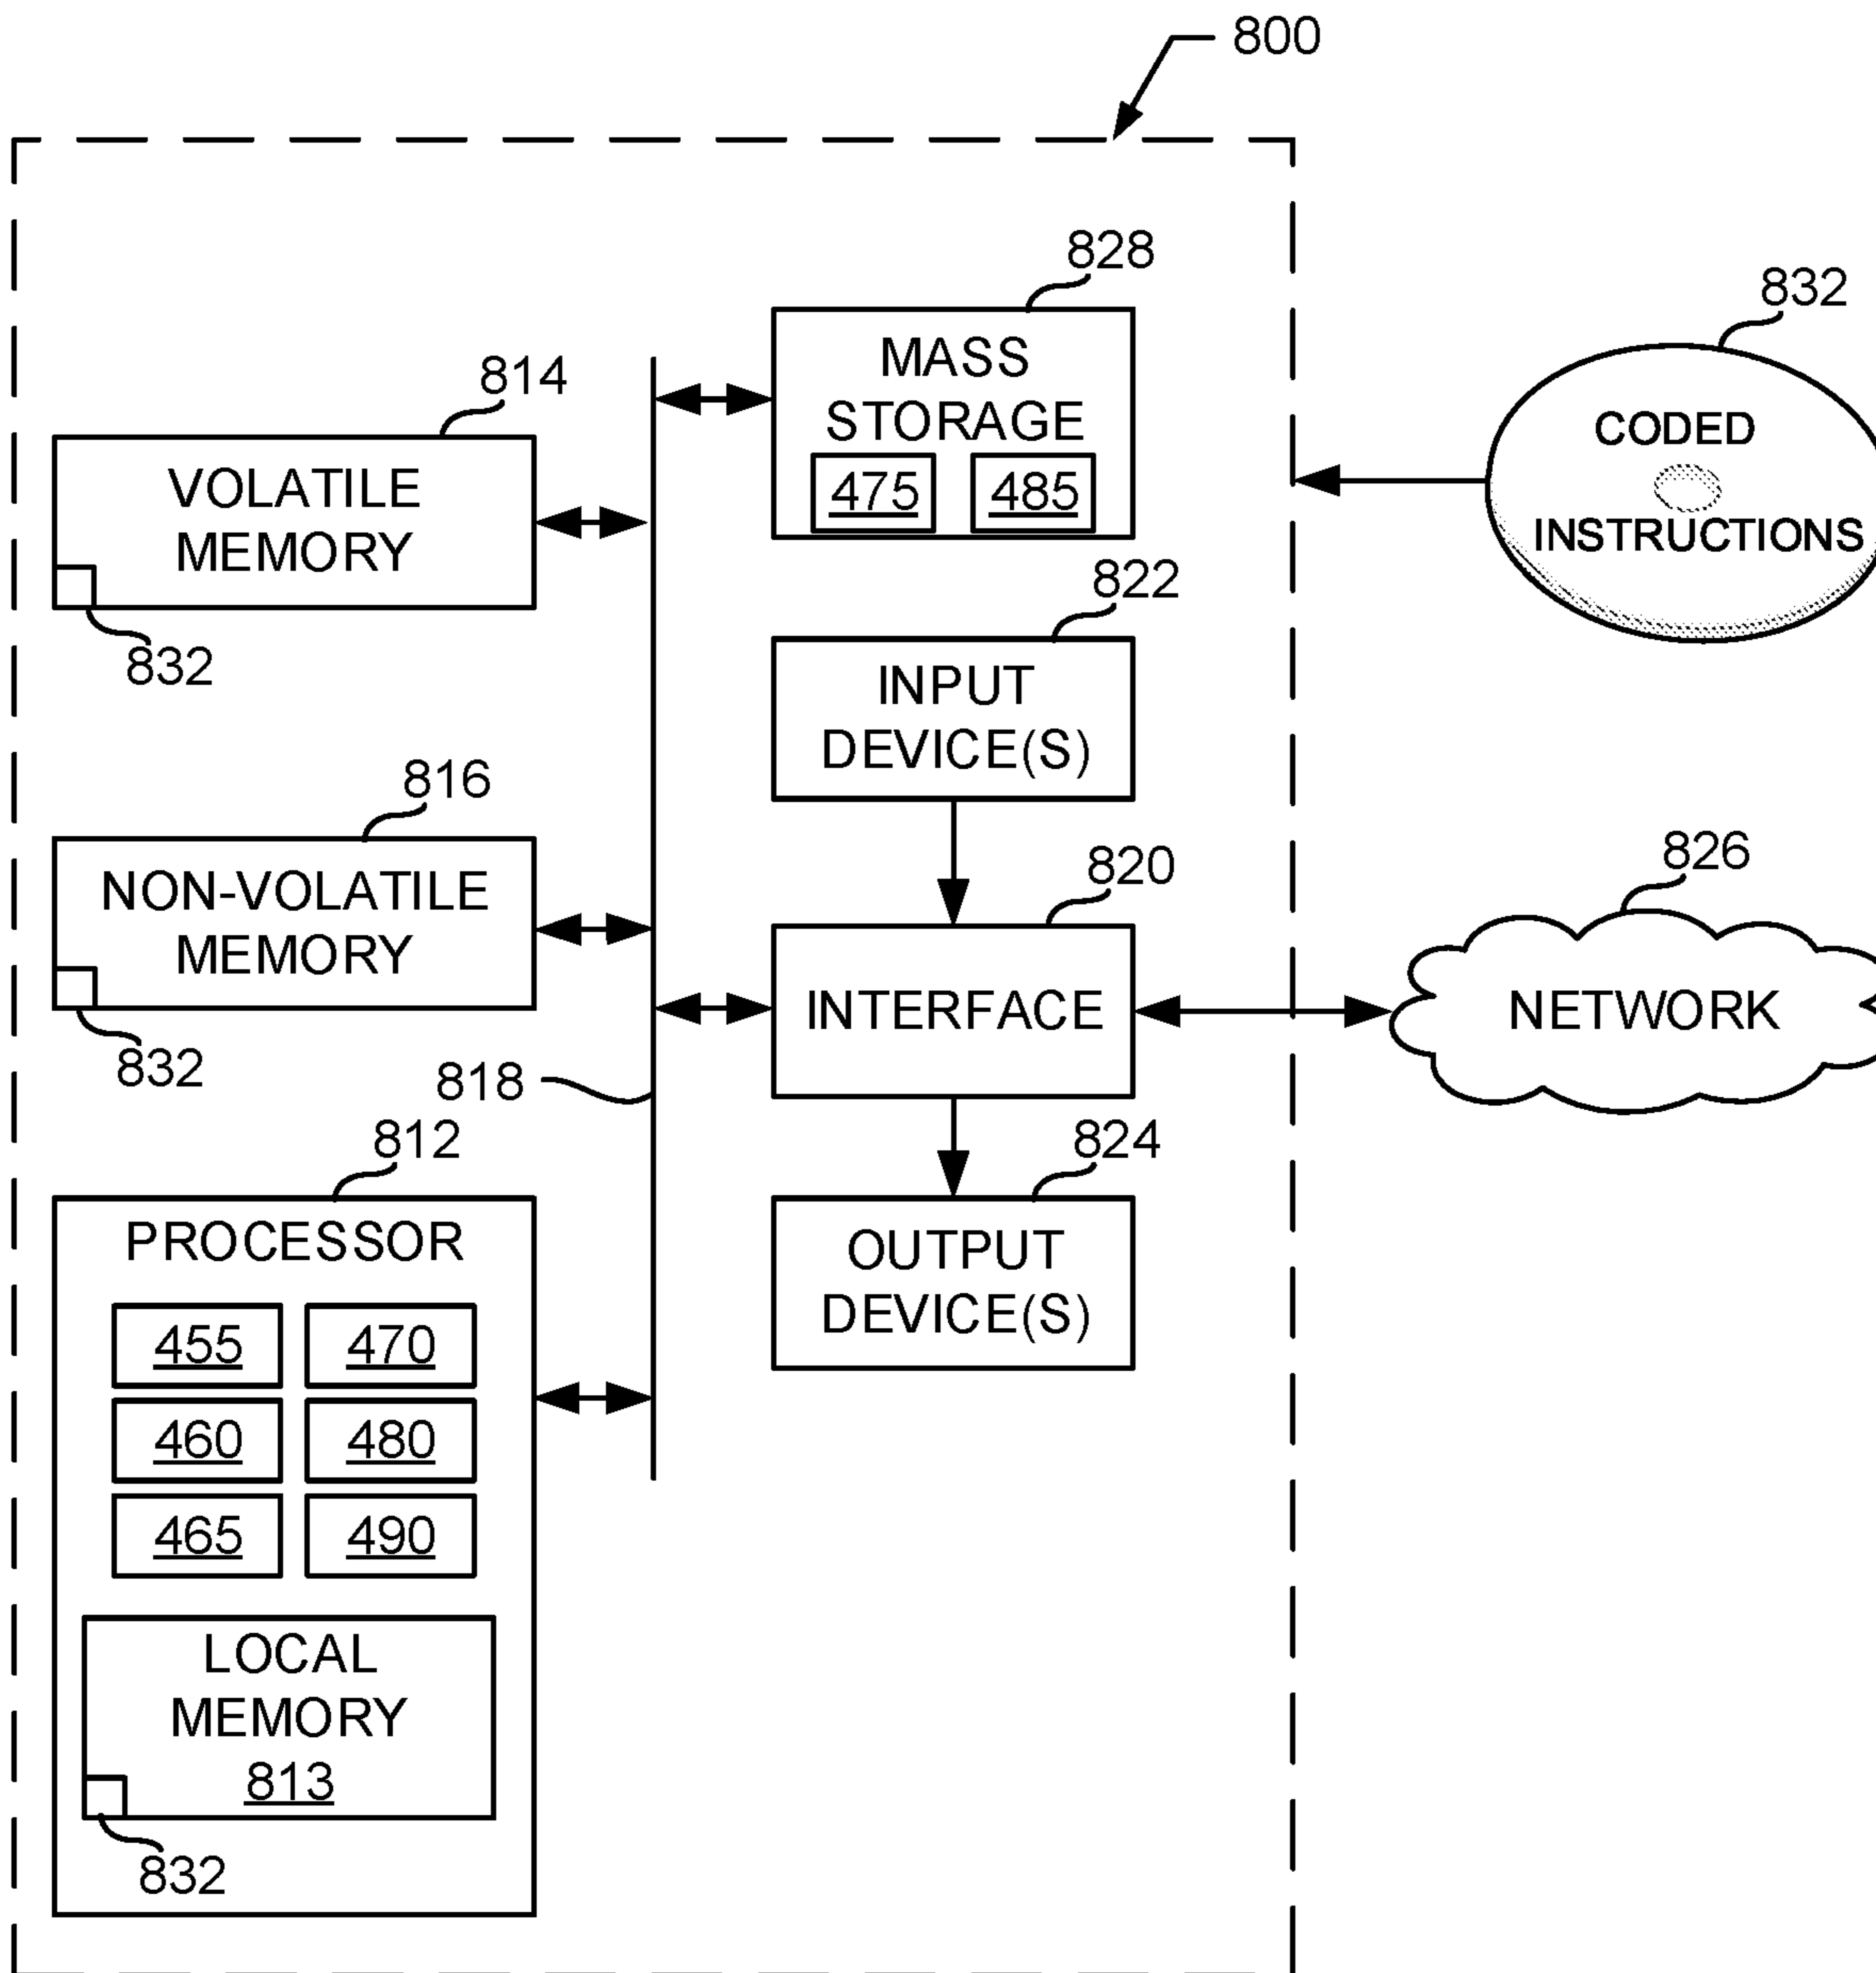 800
828
MASS
STORAGE
475 485
832
CODED
INSTRUCTIONS
814
VOLATILE
MEMORY
832
822
INPUT
DEVICE(S)
816
NON-VOLATILE
MEMORY
832
820
INTERFACE
826
NETWORK
818
812
PROCESSOR
455 470
460 480
465 490
LOCAL
MEMORY
813
832
824
OUTPUT
DEVICE(S)